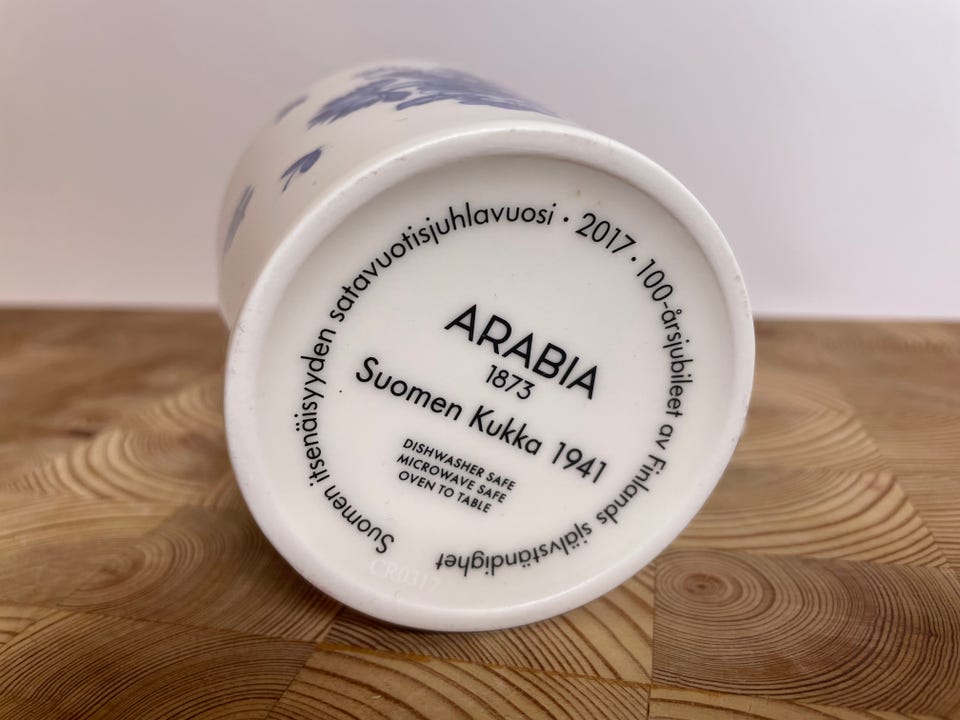 Suomen itsenäisyyden satavuotisjuhlavuosi · 2017 · 100-årsjubileet av Finlands självständighet
ARABIA
1873
Suomen Kukka 1941
DISHWASHER SAFE
MICROWAVE SAFE
OVEN TO TABLE
CR0317